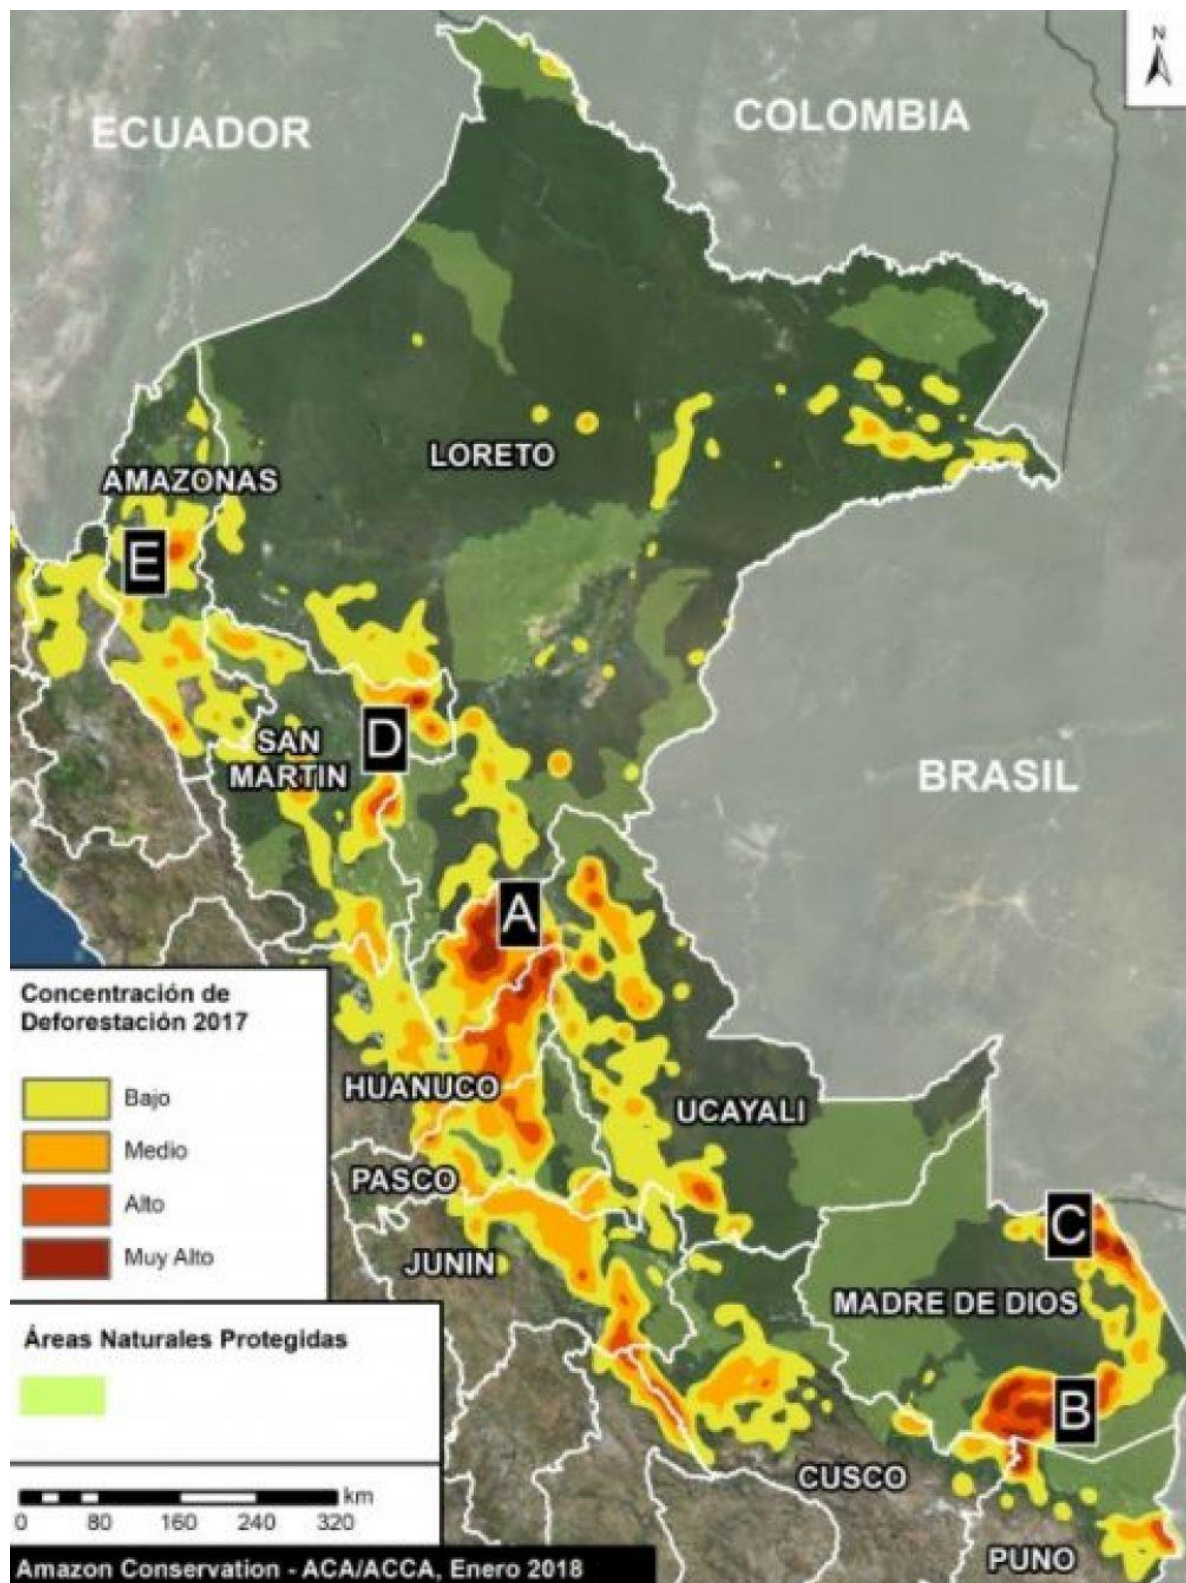 N
ECUADOR
COLOMBIA
LORETO
AMAZONAS
E
D
SAN
MARTIN
BRASIL
A
Concentración de
Deforestación 2017
Bajo
Medio
Alto
Muy Alto
HUANUCO
UCAYALI
PASCO
JUNIN
C
MADRE DE DIOS
B
CUSCO
PUNO
Áreas Naturales Protegidas
km
0 80 160 240 320
Amazon Conservation - ACA/ACCA, Enero 2018